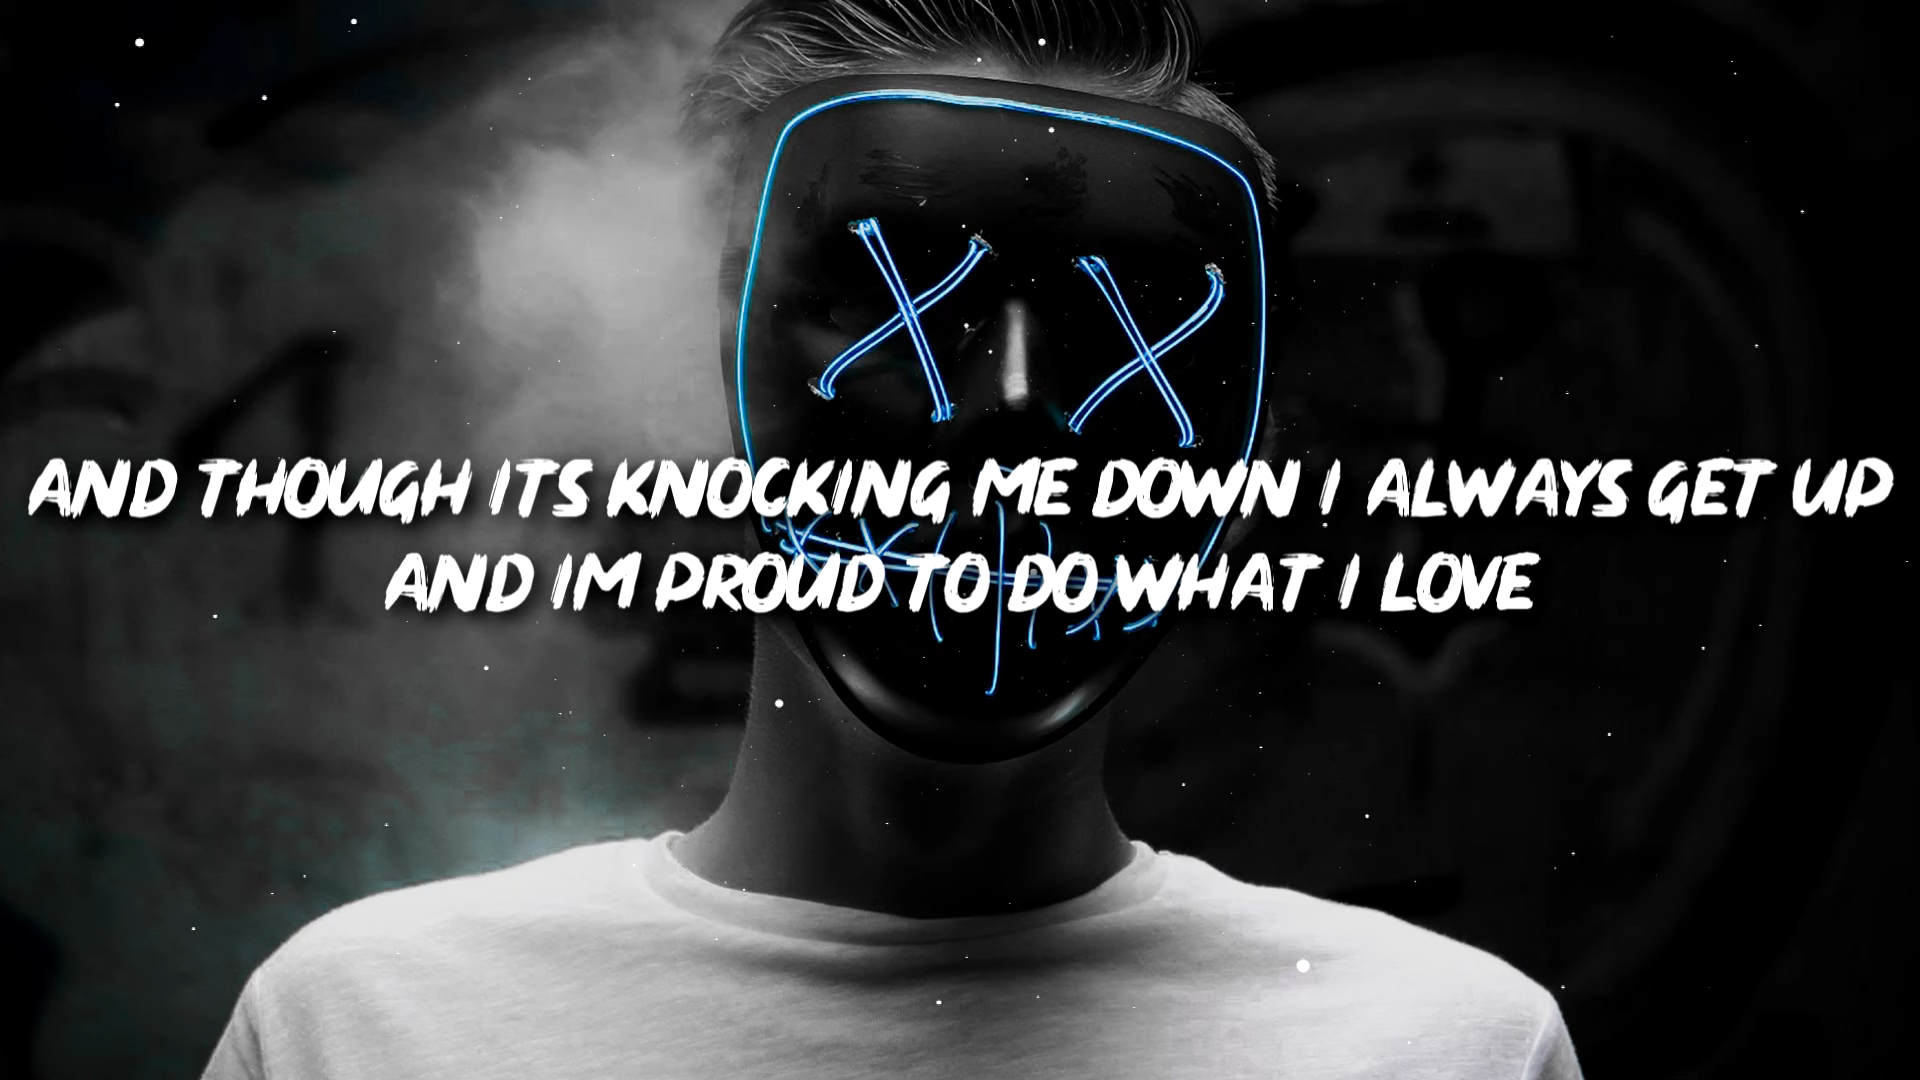 AND THOUGH ITS KNOCKING ME DOWN I ALWAYS GET UP
AND IM PROUD TO DO WHAT I LOVE